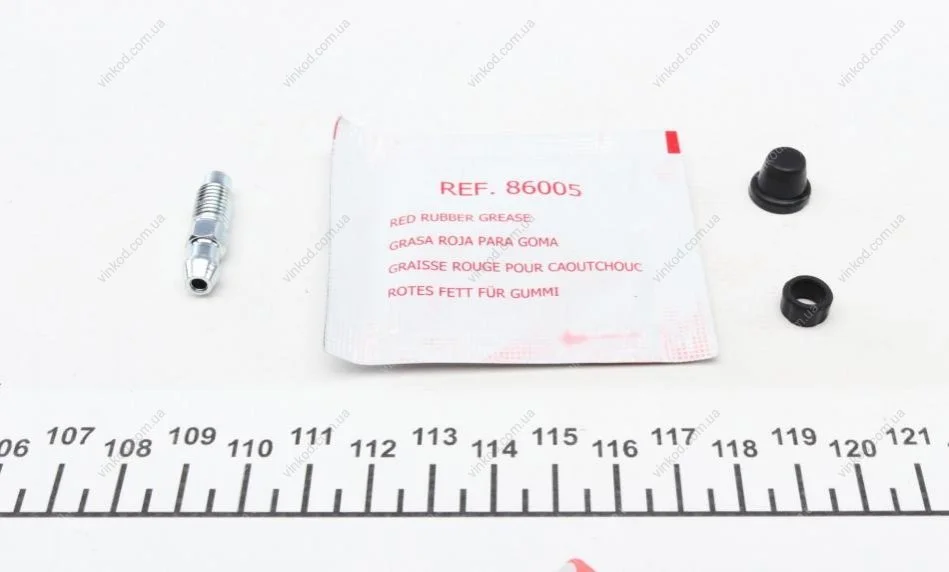 vinkod.com.ua
REF. 86005
RED RUBBER GREASE
GRASA ROJA PARA GOMA
GRAISSE ROUGE POUR CAOUTCHOUC
ROTES FETT FÜR GUMMI
06 107 108 109 110 111 112 113 114 115 116 117 118 119 120 121